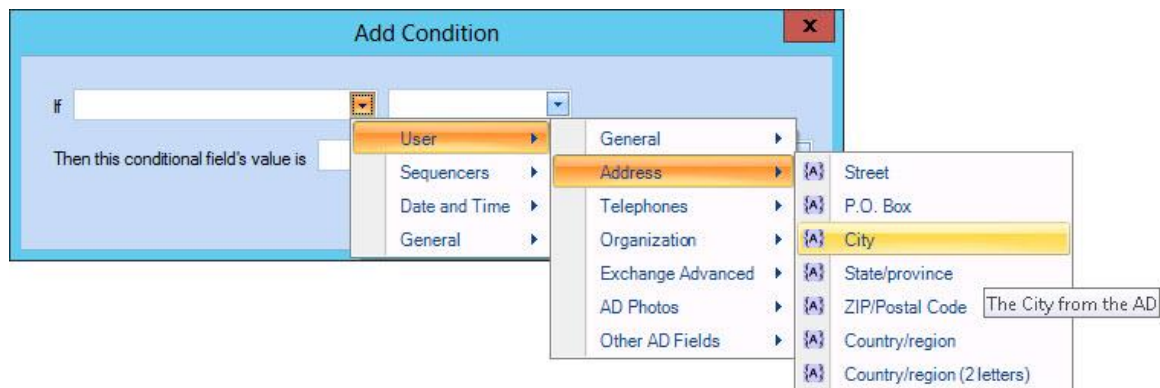 Add Condition
x
If
Then this conditional field's value is
User
Sequencers
Date and Time
General
General
Address
Telephones
Organization
Exchange Advanced
AD Photos
Other AD Fields
{A} Street
{A} P.O. Box
{A} City
{A} State/province
{A} ZIP/Postal Code
{A} Country/region
{A} Country/region (2 letters)
The City from the AD